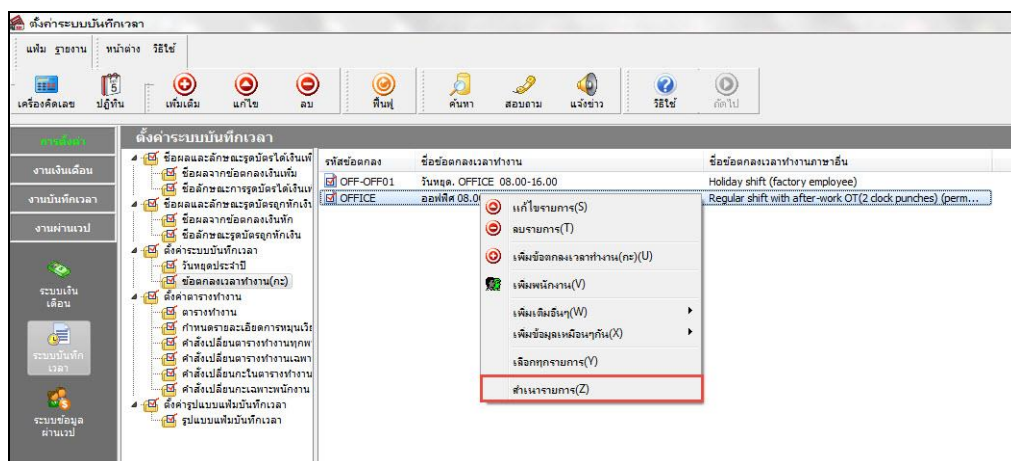 ตั้งค่าระบบบันทึกเวลา
แฟ้ม รายงาน หน้าต่าง วิธีใช้
เครื่องคิดเลข ปฏิทิน เพิ่มเติม แก้ไข ลบ ฟื้นฟู ค้นหา สอบถาม แจ้งข่าว วิธีใช้ ถัดไป
การตั้งค่า
งานเงินเดือน
งานบันทึกเวลา
งานผ่านเวป
ระบบเงิน
เดือน
ระบบบันทึก
เวลา
ระบบข้อมูล
ผ่านเวป
ตั้งค่าระบบบันทึกเวลา
ชื่อผลและลักษณะรูดบัตรได้เงินเพิ่
ชื่อผลจากข้อตกลงเงินเพิ่ม
ชื่อลักษณะการรูดบัตรได้เงินเพ
ชื่อผลและลักษณะรูดบัตรถูกหักเงิ
ชื่อผลจากข้อตกลงเงินหัก
ชื่อลักษณะรูดบัตรถูกหักเงิน
ตั้งค่าระบบบันทึกเวลา
วันหยุดประจำปี
ข้อตกลงเวลาทำงาน(กะ)
ตั้งค่าตารางทำงาน
ตารางทำงาน
กำหนดรายละเอียดการหมุนเวี
คำสั่งเปลี่ยนตารางทำงานทุกพ
คำสั่งเปลี่ยนตารางทำงานเฉพา
คำสั่งเปลี่ยนกะในตารางทำงาน
คำสั่งเปลี่ยนกะเฉพาะพนักงาน
ตั้งค่ารูปแบบแฟ้มบันทึกเวลา
รูปแบบแฟ้มบันทึกเวลา
รหัสข้อตกลง ชื่อข้อตกลงเวลาทำงาน ชื่อข้อตกลงเวลาทำงานภาษาอื่น
OFF-OFF01 วันหยุด. OFFICE 08.00-16.00 Holiday shift (factory employee)
OFFICE ออฟฟิศ 08.0 Regular shift with after-work OT(2 clock punches) (perm...
แก้ไขรายการ(S)
ลบรายการ(T)
เพิ่มข้อตกลงเวลาทำงาน(กะ)(U)
เพิ่มพนักงาน(V)
เพิ่มเติมอื่นๆ(W)
เพิ่มข้อมูลเหมือนๆกัน(X)
เลือกทุกรายการ(Y)
สำเนารายการ(Z)